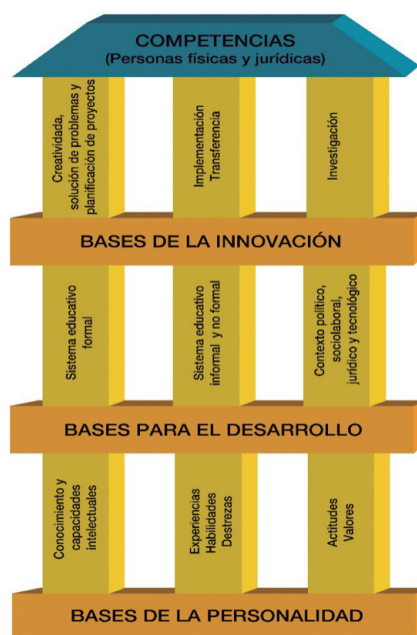 COMPETENCIAS
(Personas físicas y jurídicas)
Creatividada,
solución de problemas y
planificación de proyectos
Implementación
Transferencia
Investigación
BASES DE LA INNOVACIÓN
Sistema educativo
formal
Sistema educativo
informal y no formal
Contexto político,
sociolaboral,
jurídico y tecnológico
BASES PARA EL DESARROLLO
Conocimiento y
capacidades
intelectuales
Experiencias
Habilidades
Destrezas
Actitudes
Valores
BASES DE LA PERSONALIDAD